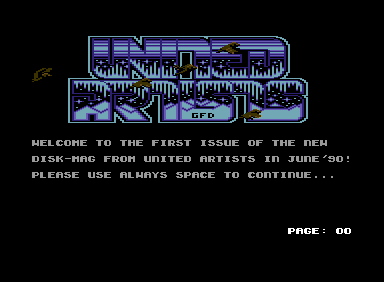 UNITED
ARTISTS
GFD
WELCOME TO THE FIRST ISSUE OF THE NEW
DISK-MAG FROM UNITED ARTISTS IN JUNE'90!
PLEASE USE ALWAYS SPACE TO CONTINUE...
PAGE: 00